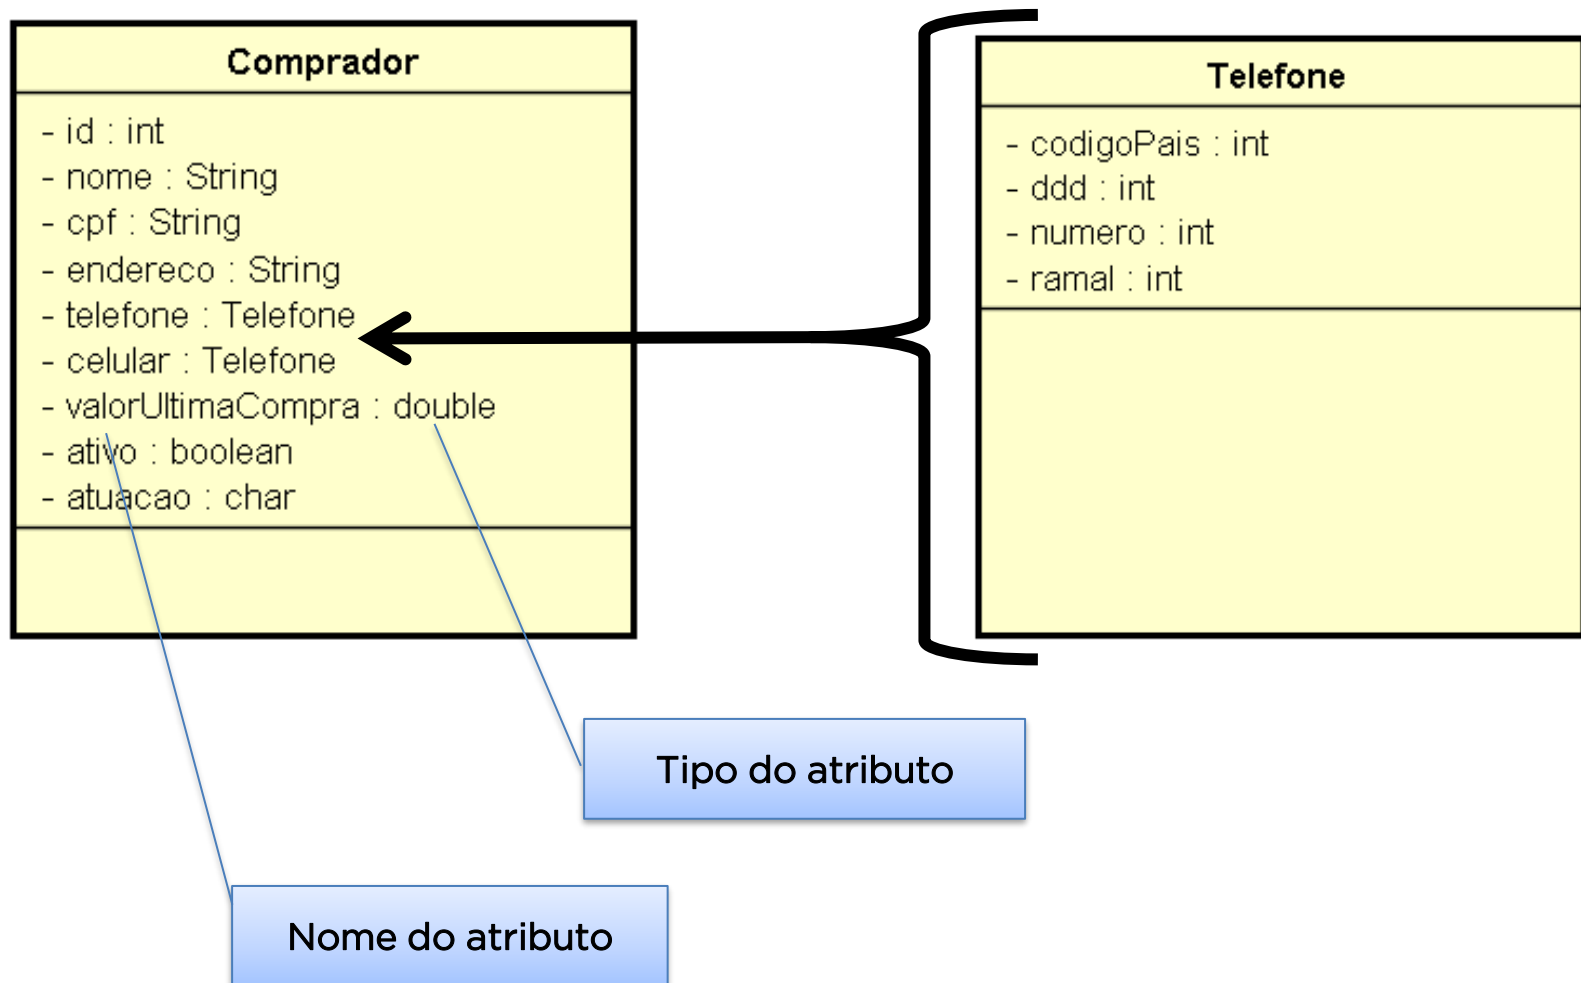 Comprador
- id : int
- nome : String
- cpf : String
- endereco : String
- telefone : Telefone
- celular : Telefone
- valorUltimaCompra : double
- ativo : boolean
- atuacao : char
Telefone
- codigoPais : int
- ddd : int
- numero : int
- ramal : int
Tipo do atributo
Nome do atributo